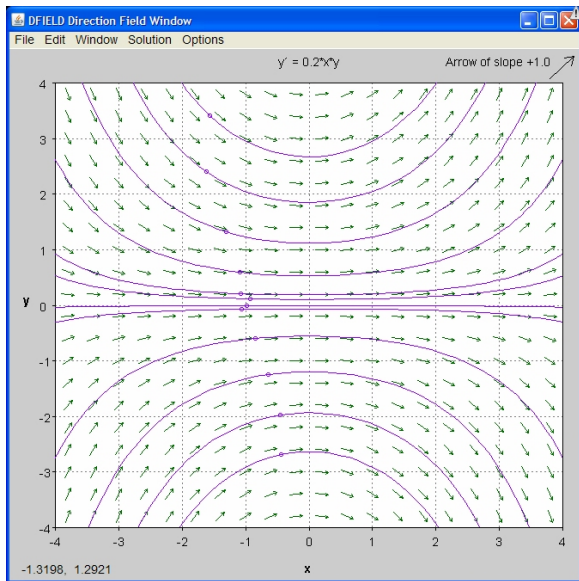 DFIELD Direction Field Window
File Edit Window Solution Options
y' = 0.2*x*y
Arrow of slope +1.0
4
3
2
1
y
0
-1
-2
-3
-4
-4 -3 -2 -1 0 1 2 3 4
-1.3198, 1.2921
x